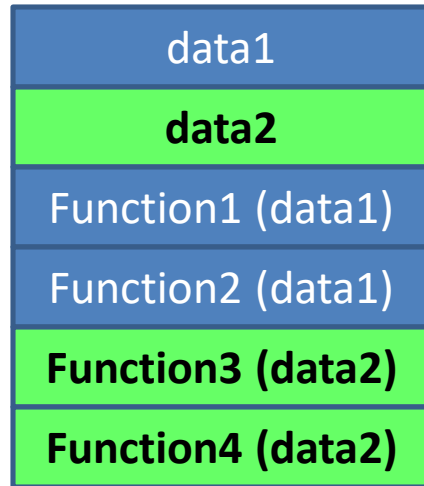 data1
data2
Function1 (data1)
Function2 (data1)
Function3 (data2)
Function4 (data2)